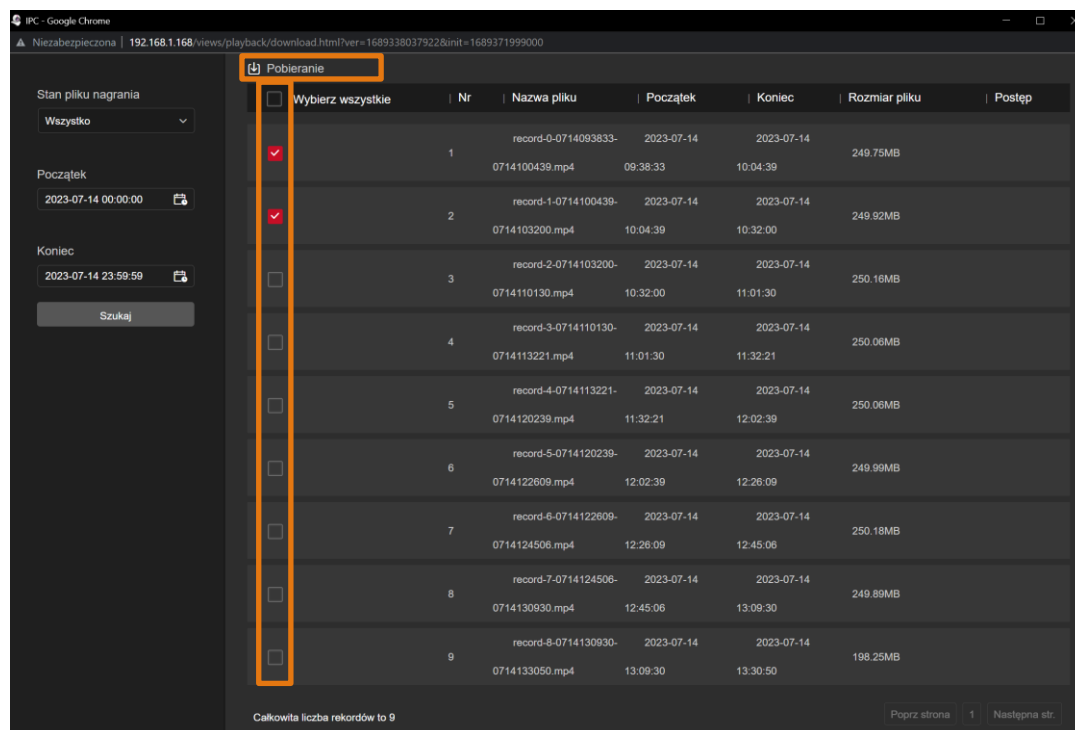 IPC - Google Chrome
Niezabezpieczona | 192.168.1.168/views/playback/download.html?ver=1689338037922&init=1689371999000
Pobieranie
Stan pliku nagrania
Wszystko
Początek
2023-07-14 00:00:00
Koniec
2023-07-14 23:59:59
Szukaj
Wybierz wszystkie | Nr | Nazwa pliku | Początek | Koniec | Rozmiar pliku | Postęp
record-0-0714093833- 2023-07-14 2023-07-14
1 249.75MB
0714100439.mp4 09:38:33 10:04:39
record-1-0714100439- 2023-07-14 2023-07-14
2 249.92MB
0714103200.mp4 10:04:39 10:32:00
record-2-0714103200- 2023-07-14 2023-07-14
3 250.16MB
0714110130.mp4 10:32:00 11:01:30
record-3-0714110130- 2023-07-14 2023-07-14
4 250.06MB
0714113221.mp4 11:01:30 11:32:21
record-4-0714113221- 2023-07-14 2023-07-14
5 250.06MB
0714120239.mp4 11:32:21 12:02:39
record-5-0714120239- 2023-07-14 2023-07-14
6 249.99MB
0714122609.mp4 12:02:39 12:26:09
record-6-0714122609- 2023-07-14 2023-07-14
7 250.18MB
0714124506.mp4 12:26:09 12:45:06
record-7-0714124506- 2023-07-14 2023-07-14
8 249.89MB
0714130930.mp4 12:45:06 13:09:30
record-8-0714130930- 2023-07-14 2023-07-14
9 198.25MB
0714133050.mp4 13:09:30 13:30:50
Całkowita liczba rekordów to 9
Poprz strona 1 Następna str.